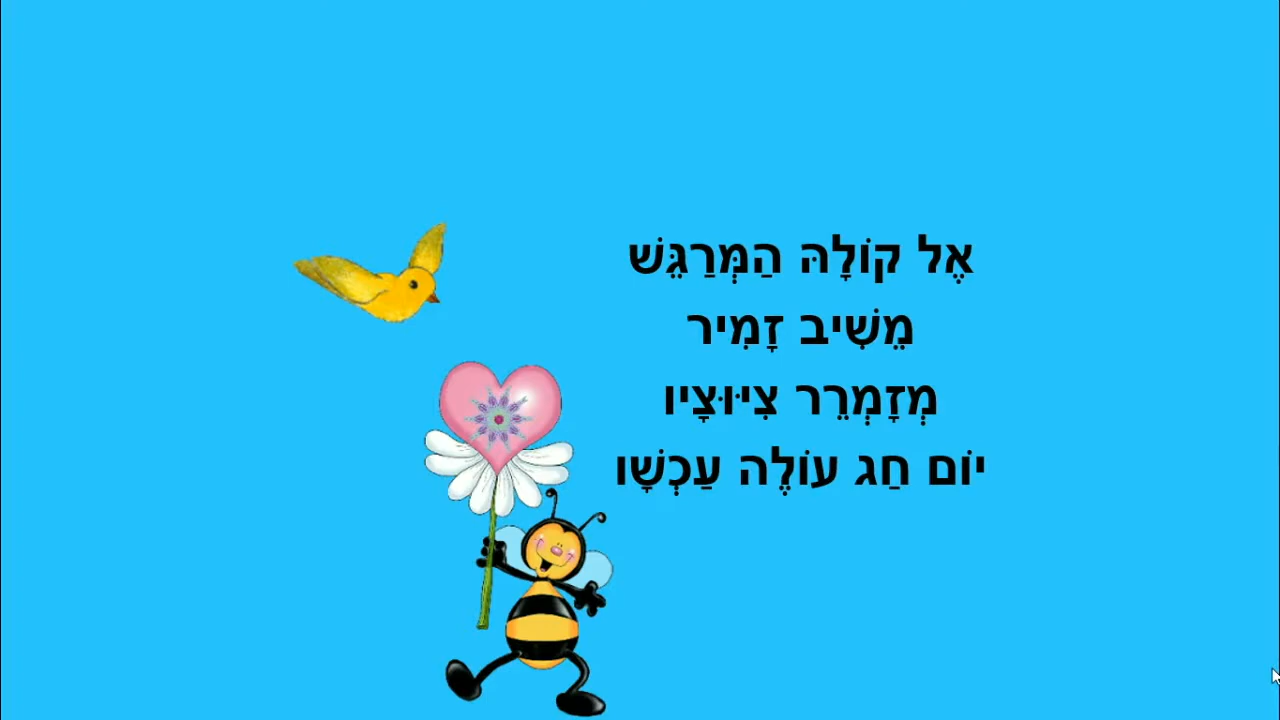 אֶל קוֹלָהּ הַמְּרַגֵּשׁ
מֵשִׁיב זָמִיר
מְזָמְרֵר צִיּוּצָיו
יוֹם חַג עוֹלֶה עַכְשָׁו